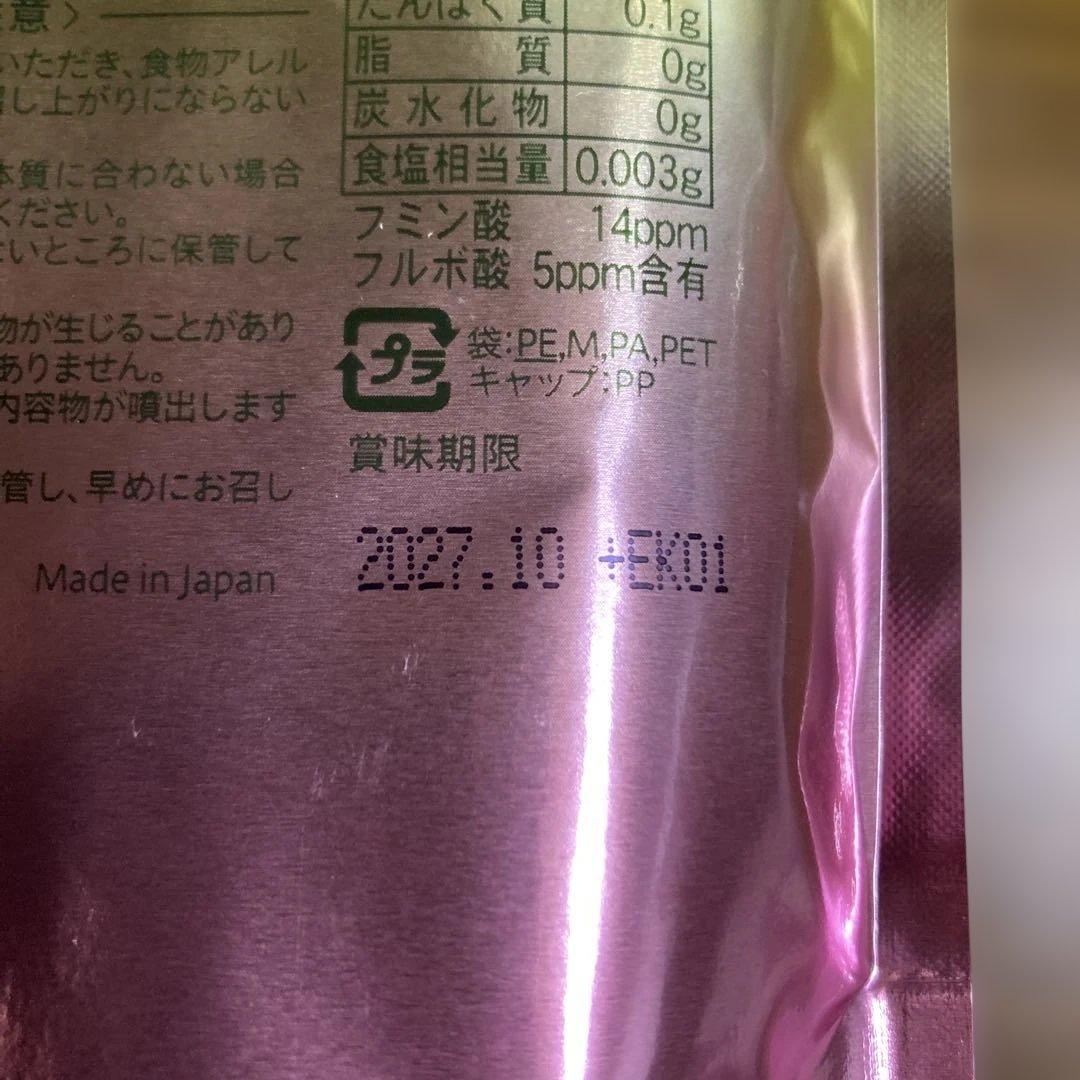 意〉
いただき、食物アレル
召し上がりにならない
体質に合わない場合
ください。
ないところに保管して
物が生じることがあり
ありません。
内容物が噴出します
管し、早めにお召し
Made in Japan
たんぱく質 0.1g
脂質 0g
炭水化物 0g
食塩相当量 0.003g
フミン酸 14ppm
フルボ酸 5ppm含有
プラ
袋:PE,M,PA,PET
キャップ:PP
賞味期限
2027.10 +EK01